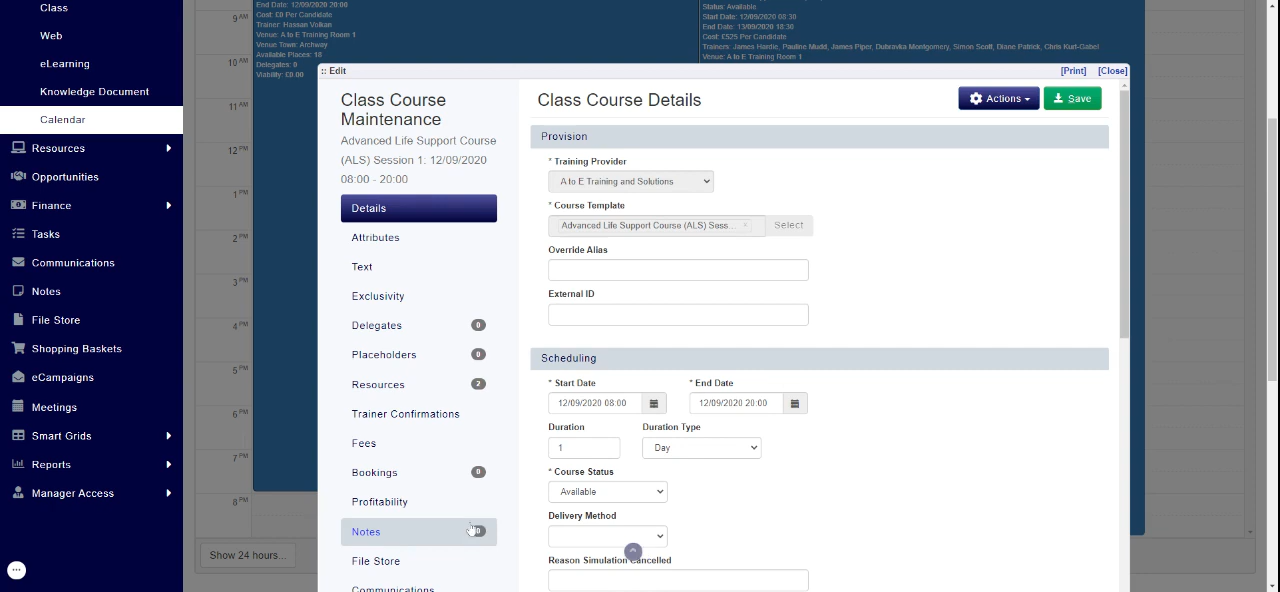 Class
Web
eLearning
Knowledge Document
Calendar
Resources
Opportunities
Finance
Tasks
Communications
Notes
File Store
Shopping Baskets
eCampaigns
Meetings
Smart Grids
Reports
Manager Access
9 AM
10 AM
11 AM
12 PM
1 PM
2 PM
3 PM
4 PM
5 PM
6 PM
7 PM
8 PM
Show 24 hours...
End Date: 12/09/2020 20:00
Cost: £0 Per Candidate
Trainer: Hassan Volkan
Venue: A to E Training Room 1
Venue Town: Archway
Available Places: 18
Delegates: 0
Viability: £0.00
Status: Available
Start Date: 12/09/2020 08:30
End Date: 13/09/2020 18:30
Cost: £525 Per Candidate
Trainers: James Hardie, Pauline Mudd, James Piper, Dubravka Montgomery, Simon Scott, Diane Patrick, Chris Kurt-Gabel
Venue: A to E Training Room 1
:: Edit
[Print] [Close]
Class Course
Maintenance
Advanced Life Support Course
(ALS) Session 1: 12/09/2020
08:00 - 20:00
Details
Attributes
Text
Exclusivity
Delegates 0
Placeholders 0
Resources 2
Trainer Confirmations
Fees
Bookings 0
Profitability
Notes 0
File Store
Communications
Class Course Details
Actions
Save
Provision
* Training Provider
A to E Training and Solutions
* Course Template
Advanced Life Support Course (ALS) Sess... ×
Select
Override Alias
External ID
Scheduling
* Start Date * End Date
12/09/2020 08:00 12/09/2020 20:00
Duration Duration Type
1 Day
* Course Status
Available
Delivery Method
Reason Simulation Cancelled